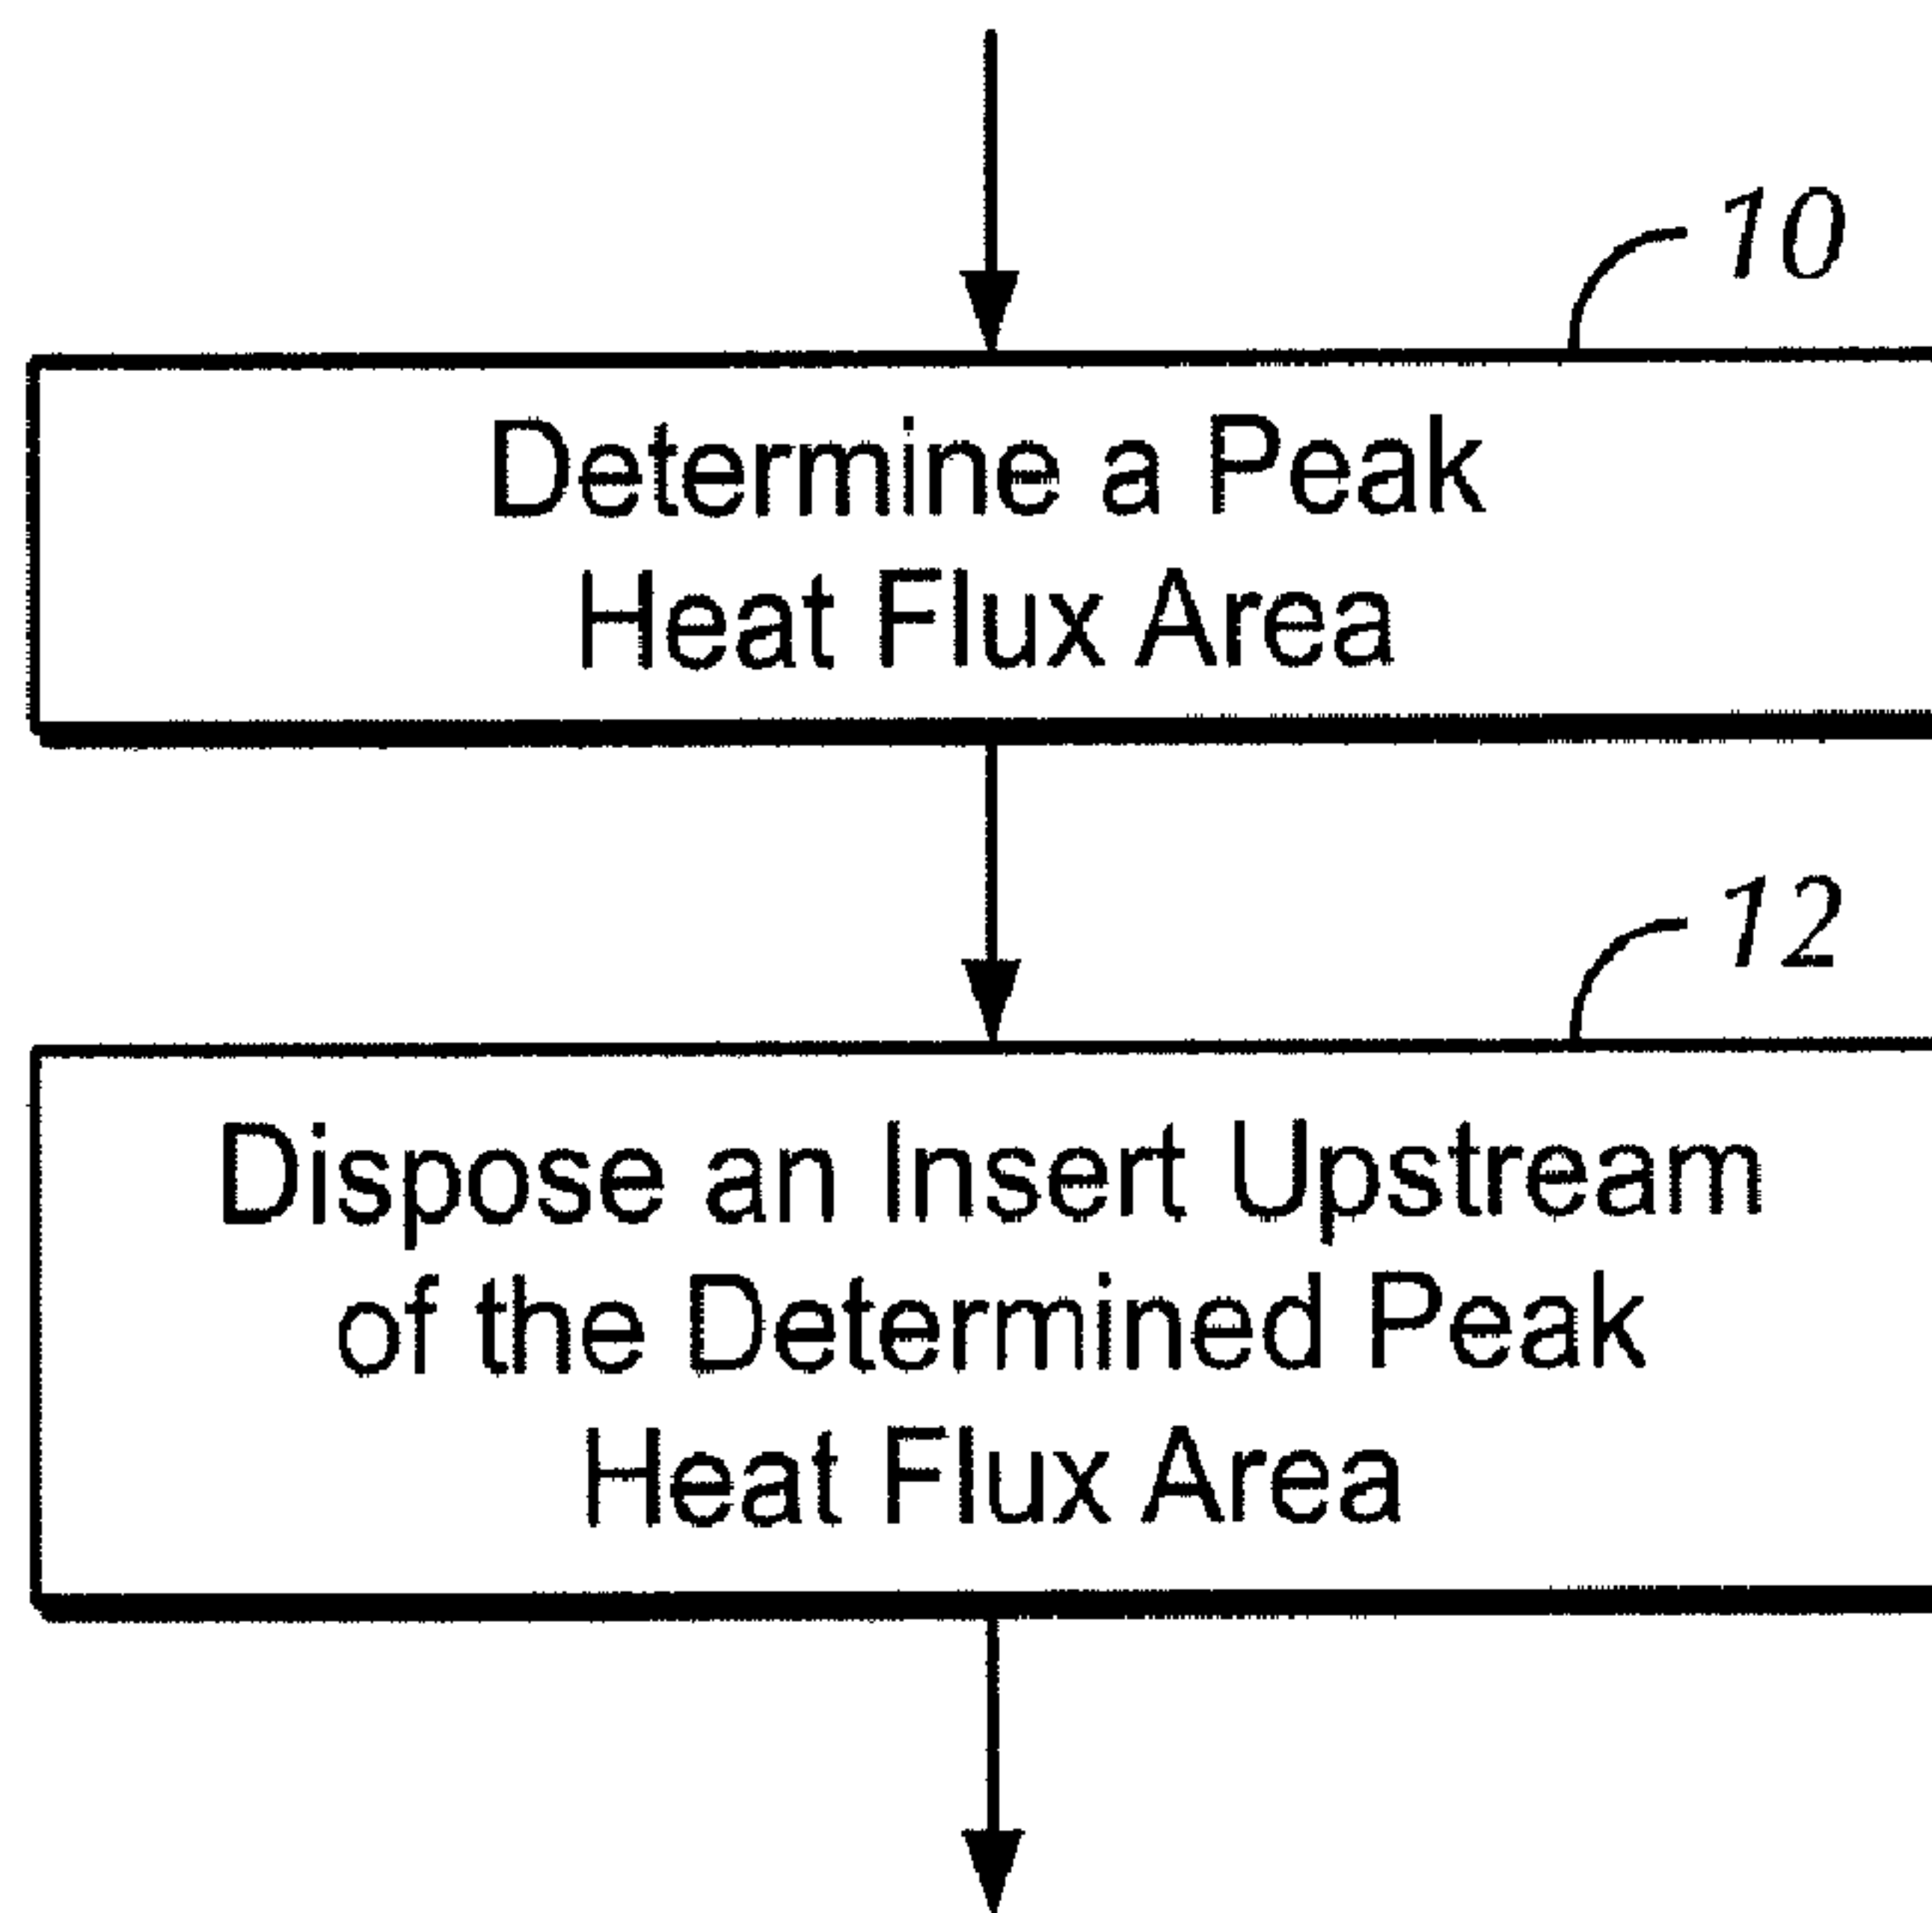 10
Determine a Peak
Heat Flux Area
12
Dispose an Insert Upstream
of the Determined Peak
Heat Flux Area